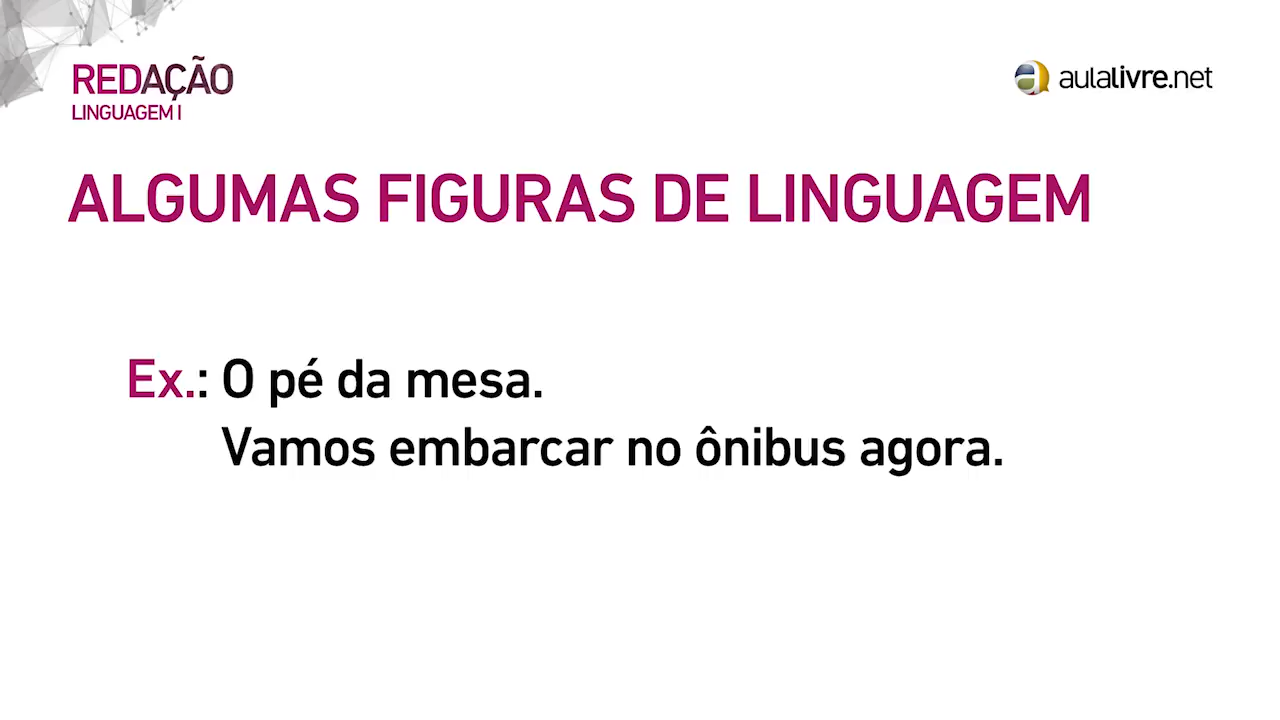 REDAÇÃO
LINGUAGEM I
aulalivre.net
ALGUMAS FIGURAS DE LINGUAGEM
Ex.: O pé da mesa.
Vamos embarcar no ônibus agora.